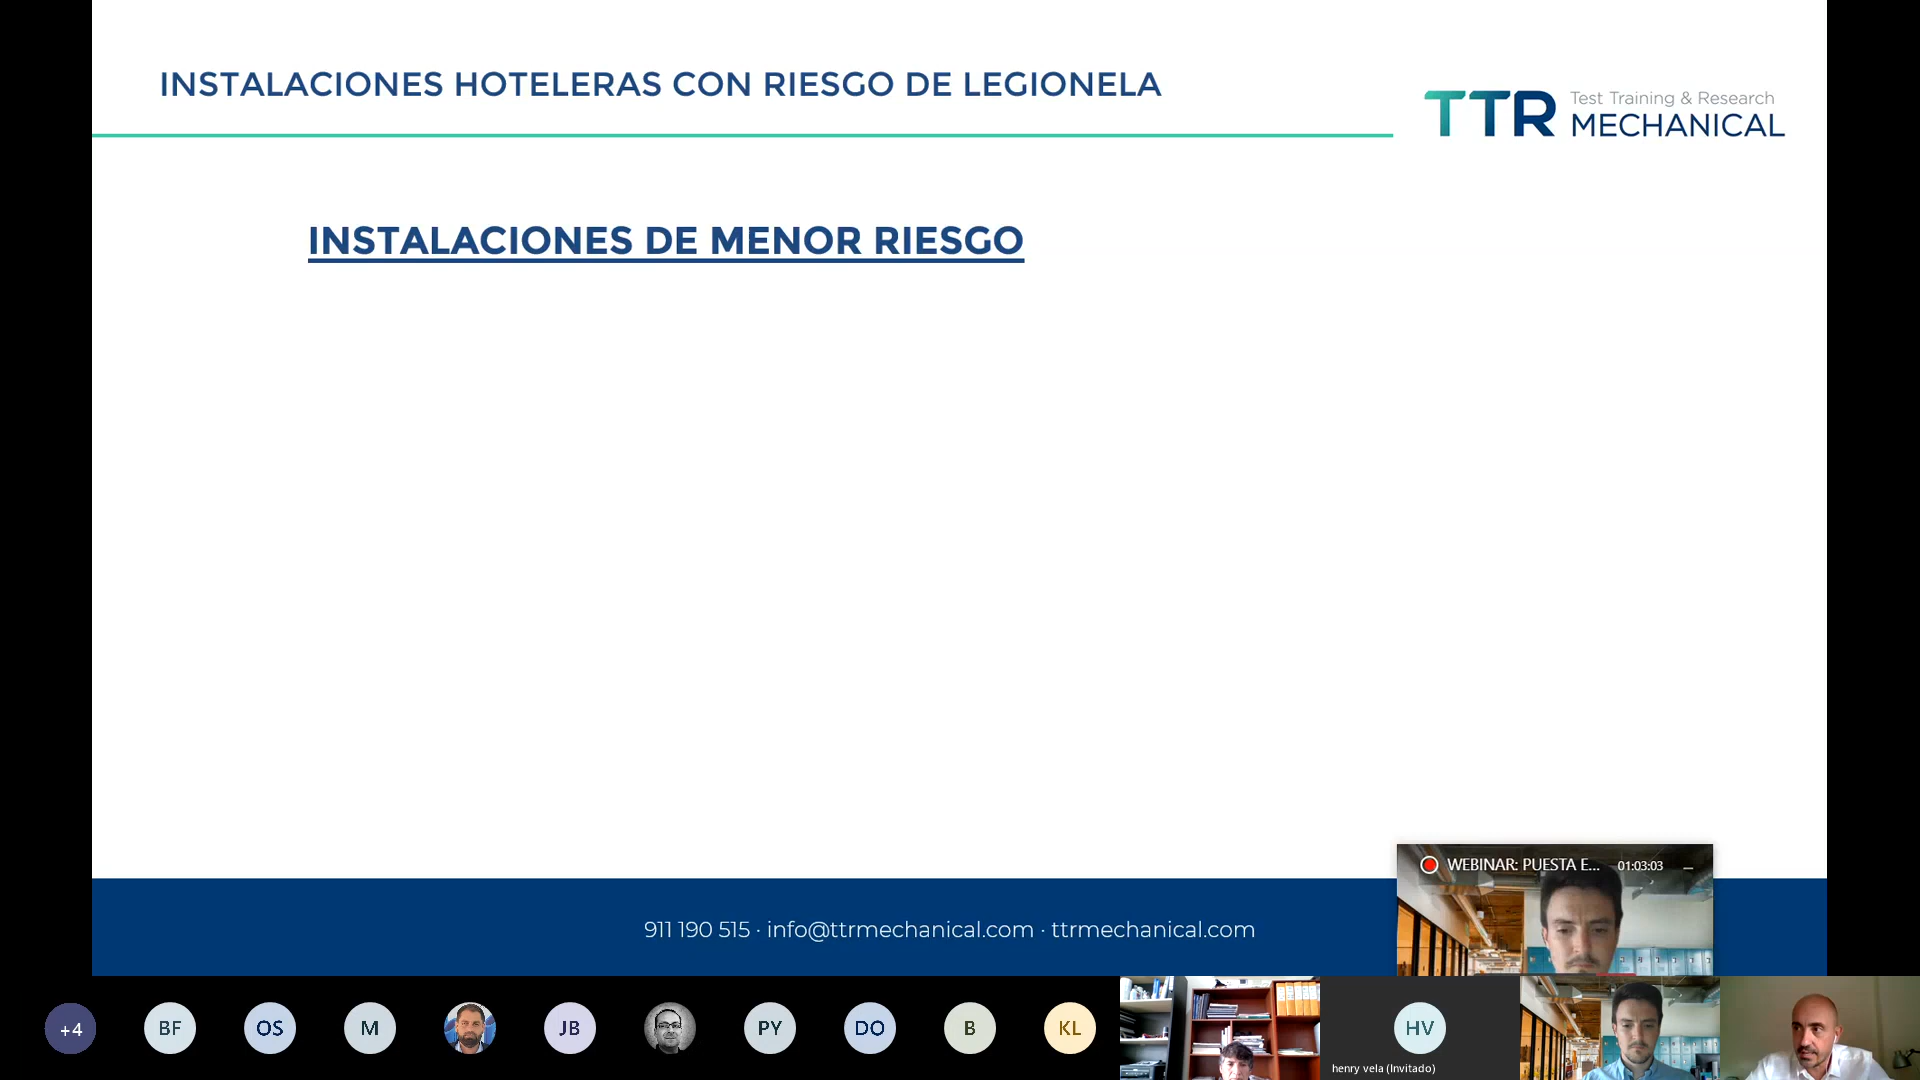 INSTALACIONES HOTELERAS CON RIESGO DE LEGIONELA
TTR Test Training & Research
MECHANICAL
INSTALACIONES DE MENOR RIESGO
WEBINAR: PUESTA E... 01:03:03
911 190 515 · info@ttrmechanical.com · ttrmechanical.com
+4 BF OS M JB PY DO B KL HV
henry vela (Invitado)